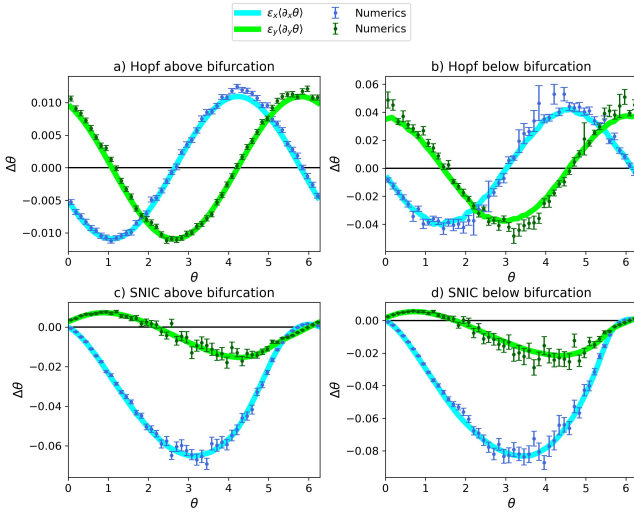 εx⟨∂xθ⟩ Numerics
εy⟨∂yθ⟩ Numerics
a) Hopf above bifurcation
b) Hopf below bifurcation
0.010
0.005
0.000
−0.005
−0.010
Δθ
0 1 2 3 4 5 6
θ
0.06
0.04
0.02
0.00
−0.02
−0.04
Δθ
0 1 2 3 4 5 6
θ
c) SNIC above bifurcation
d) SNIC below bifurcation
0.00
−0.02
−0.04
−0.06
Δθ
0 1 2 3 4 5 6
θ
0.00
−0.02
−0.04
−0.06
−0.08
Δθ
0 1 2 3 4 5 6
θ